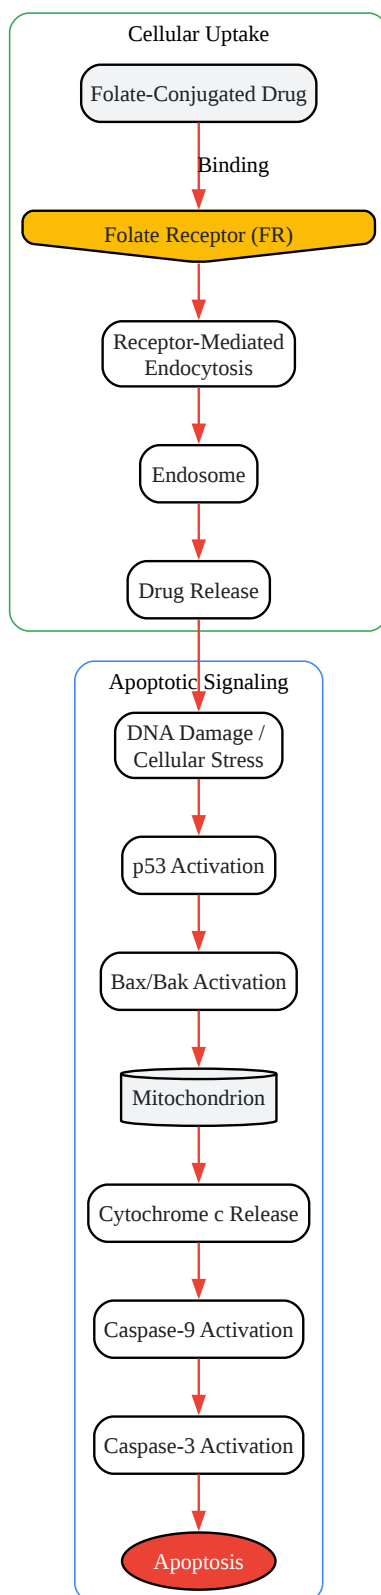 Cellular Uptake
Folate-Conjugated Drug
Binding
Folate Receptor (FR)
Receptor-Mediated
Endocytosis
Endosome
Drug Release
Apoptotic Signaling
DNA Damage /
Cellular Stress
p53 Activation
Bax/Bak Activation
Mitochondrion
Cytochrome c Release
Caspase-9 Activation
Caspase-3 Activation
Apoptosis